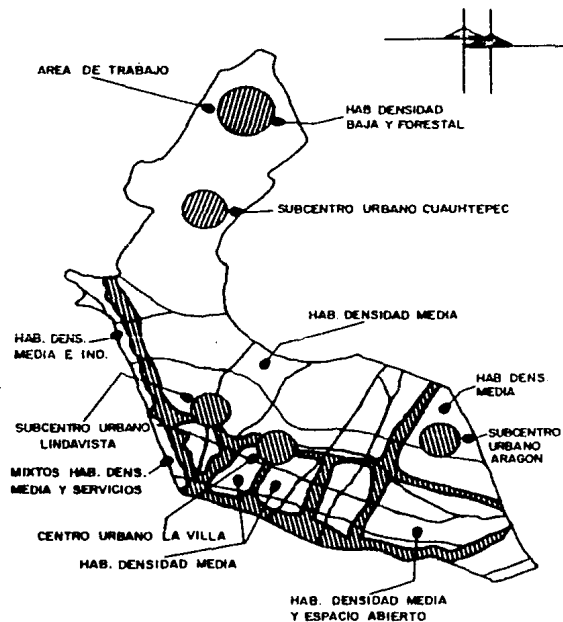 AREA DE TRABAJO
HAB DENSIDAD
BAJA Y FORESTAL
SUBCENTRO URBANO CUAUHTEPEC
HAB. DENSIDAD MEDIA
HAB. DENS.
MEDIA E IND.
HAB DENS.
MEDIA
SUBCENTRO URBANO
LINDAVISTA
SUBCENTRO
URBANO
ARAGON
MIXTOS HAB. DENS.
MEDIA Y SERVICIOS
CENTRO URBANO LA VILLA
HAB. DENSIDAD MEDIA
HAB. DENSIDAD MEDIA
Y ESPACIO ABIERTO